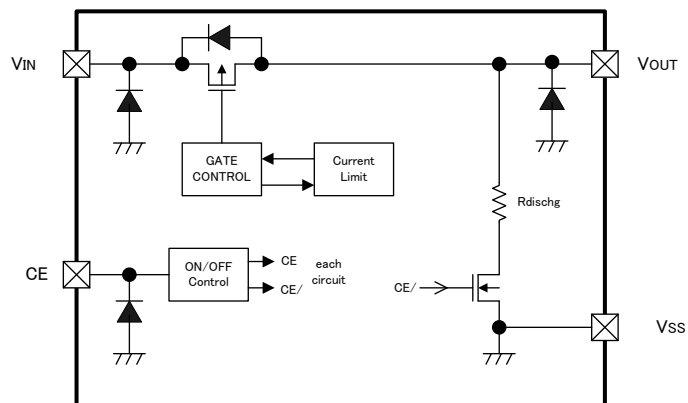 VIN
VOUT
GATE
CONTROL
Current
Limit
Rdischg
CE
ON/OFF
Control
CE
CE/
each
circuit
CE/
VSS